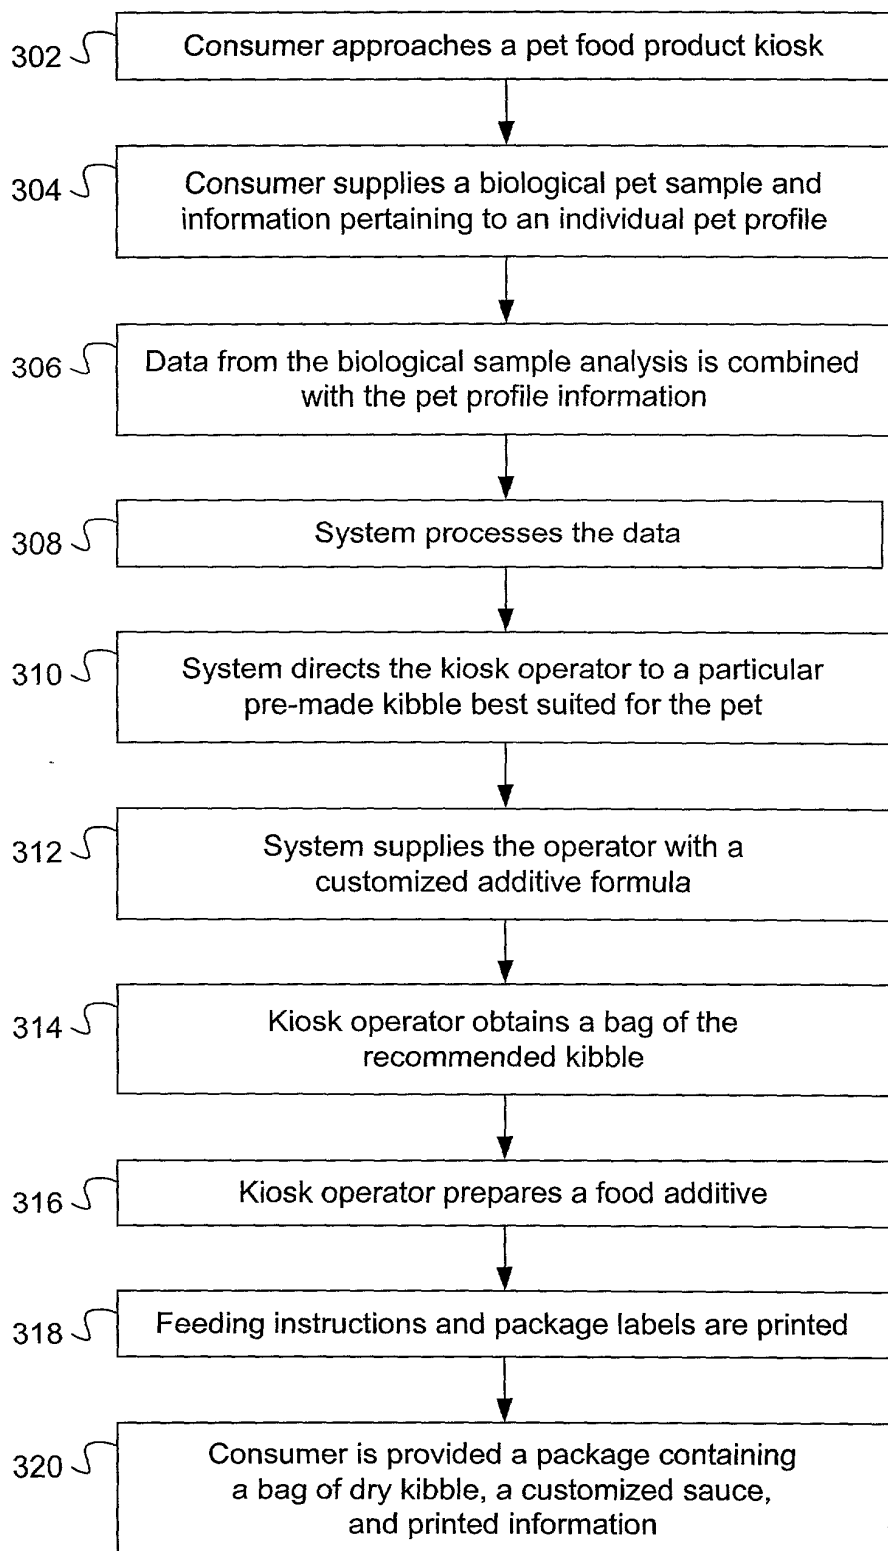 302
Consumer approaches a pet food product kiosk
304
Consumer supplies a biological pet sample and
information pertaining to an individual pet profile
306
Data from the biological sample analysis is combined
with the pet profile information
308
System processes the data
310
System directs the kiosk operator to a particular
pre-made kibble best suited for the pet
312
System supplies the operator with a
customized additive formula
314
Kiosk operator obtains a bag of the
recommended kibble
316
Kiosk operator prepares a food additive
318
Feeding instructions and package labels are printed
320
Consumer is provided a package containing
a bag of dry kibble, a customized sauce,
and printed information